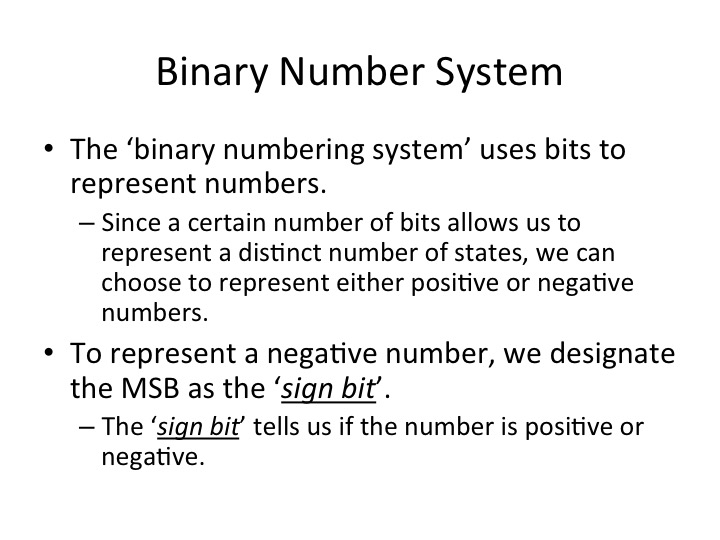 Binary Number System
• The ‘binary numbering system’ uses bits to
represent numbers.
– Since a certain number of bits allows us to
represent a distinct number of states, we can
choose to represent either positive or negative
numbers.
• To represent a negative number, we designate
the MSB as the ‘sign bit’.
– The ‘sign bit’ tells us if the number is positive or
negative.